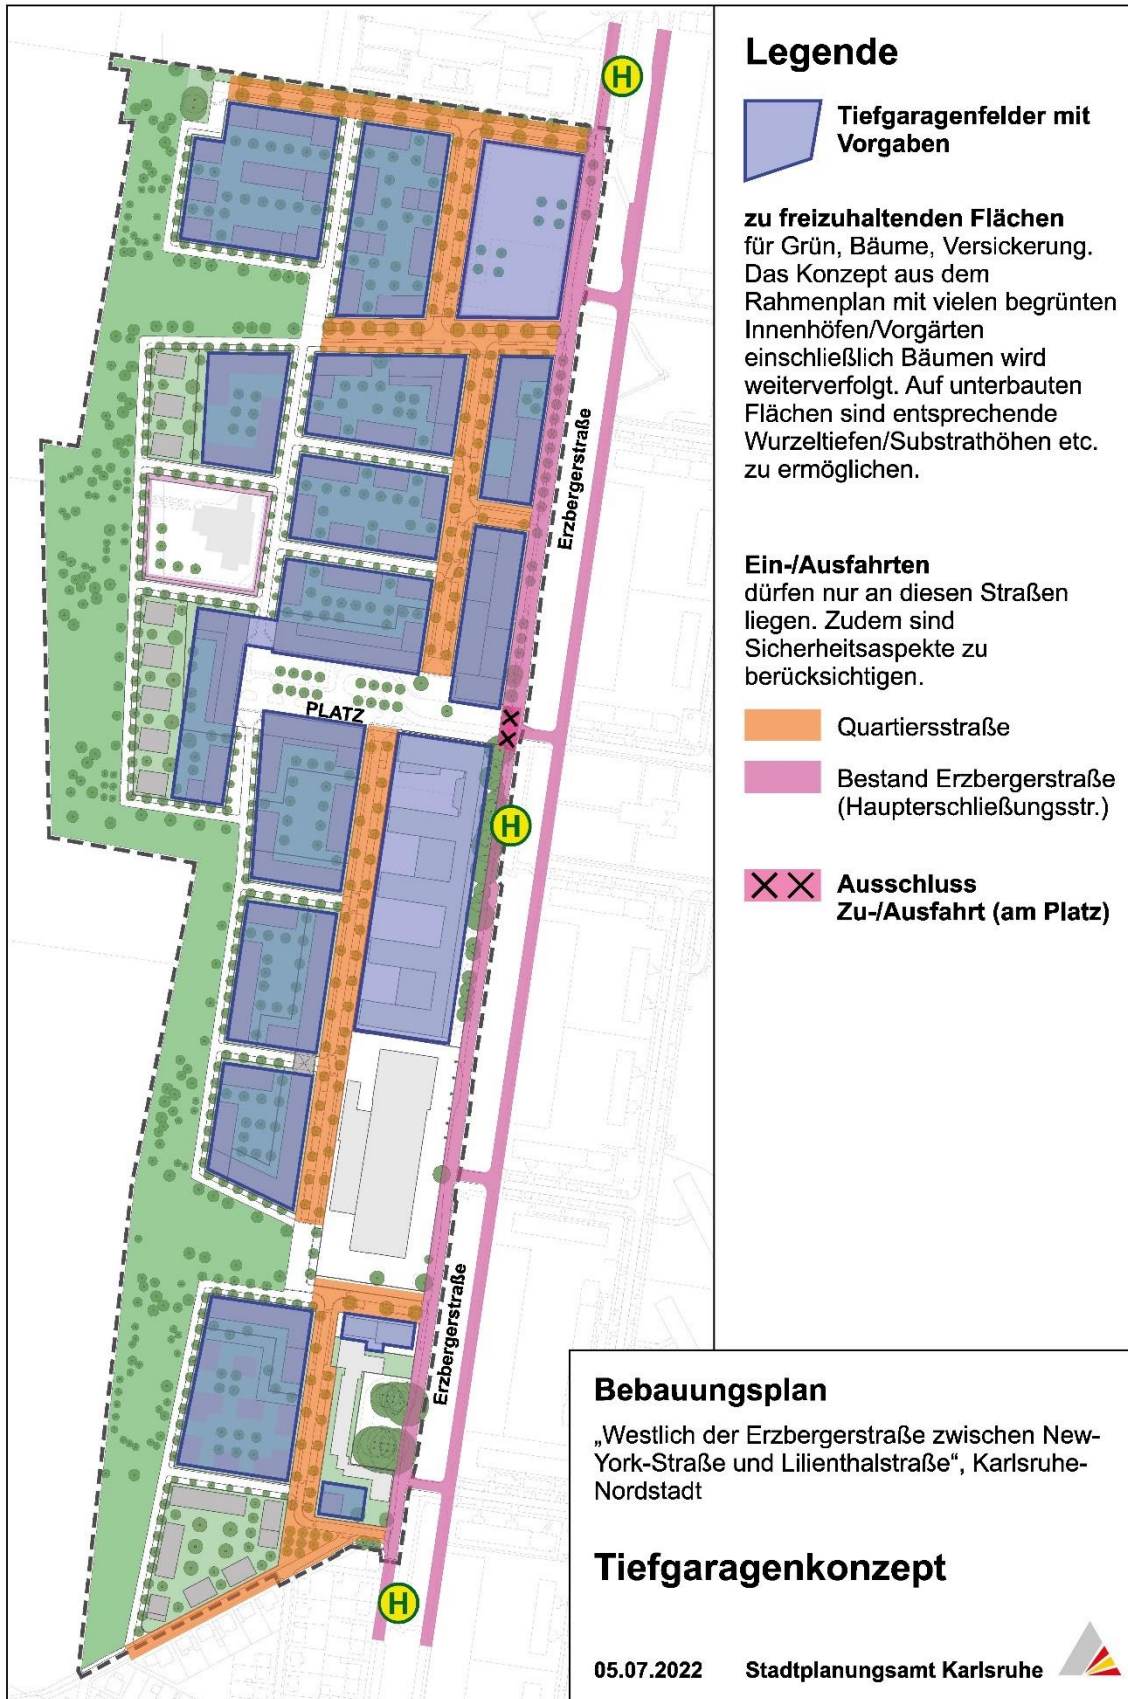 H
Legende
Tiefgaragenfelder mit
Vorgaben
zu freizuhaltenden Flächen
für Grün, Bäume, Versickerung.
Das Konzept aus dem
Rahmenplan mit vielen begrünten
Innenhöfen/Vorgärten
einschließlich Bäumen wird
weiterverfolgt. Auf unterbauten
Flächen sind entsprechende
Wurzeltiefen/Substrathöhen etc.
zu ermöglichen.
Erzbergerstraße
Ein-/Ausfahrten
dürfen nur an diesen Straßen
liegen. Zudem sind
Sicherheitsaspekte zu
berücksichtigen.
PLATZ
Quartiersstraße
Bestand Erzbergerstraße
(Haupterschließungsstr.)
H
Ausschluss
Zu-/Ausfahrt (am Platz)
Erzbergerstraße
H
Bebauungsplan
„Westlich der Erzbergerstraße zwischen New-
York-Straße und Lilienthalstraße“, Karlsruhe-
Nordstadt
Tiefgaragenkonzept
05.07.2022 Stadtplanungsamt Karlsruhe